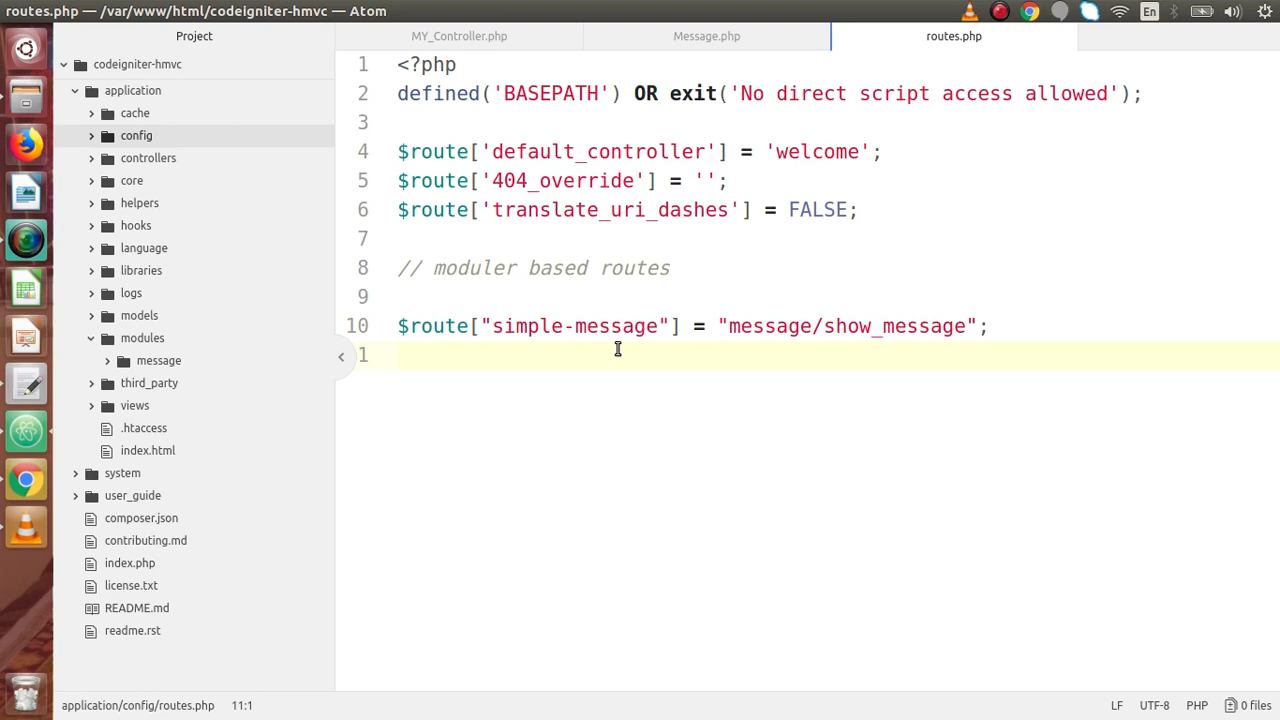 routes.php — /var/www/html/codeigniter-hmvc — Atom
En
Project
MY_Controller.php
Message.php
routes.php
codeigniter-hmvc
application
cache
config
controllers
core
helpers
hooks
language
libraries
logs
models
modules
message
third_party
views
.htaccess
index.html
system
user_guide
composer.json
contributing.md
index.php
license.txt
README.md
readme.rst
1 <?php
2 defined('BASEPATH') OR exit('No direct script access allowed');
3
4 $route['default_controller'] = 'welcome';
5 $route['404_override'] = '';
6 $route['translate_uri_dashes'] = FALSE;
7
8 // moduler based routes
9
10 $route["simple-message"] = "message/show_message";
1
application/config/routes.php 11:1
LF UTF-8 PHP 0 files